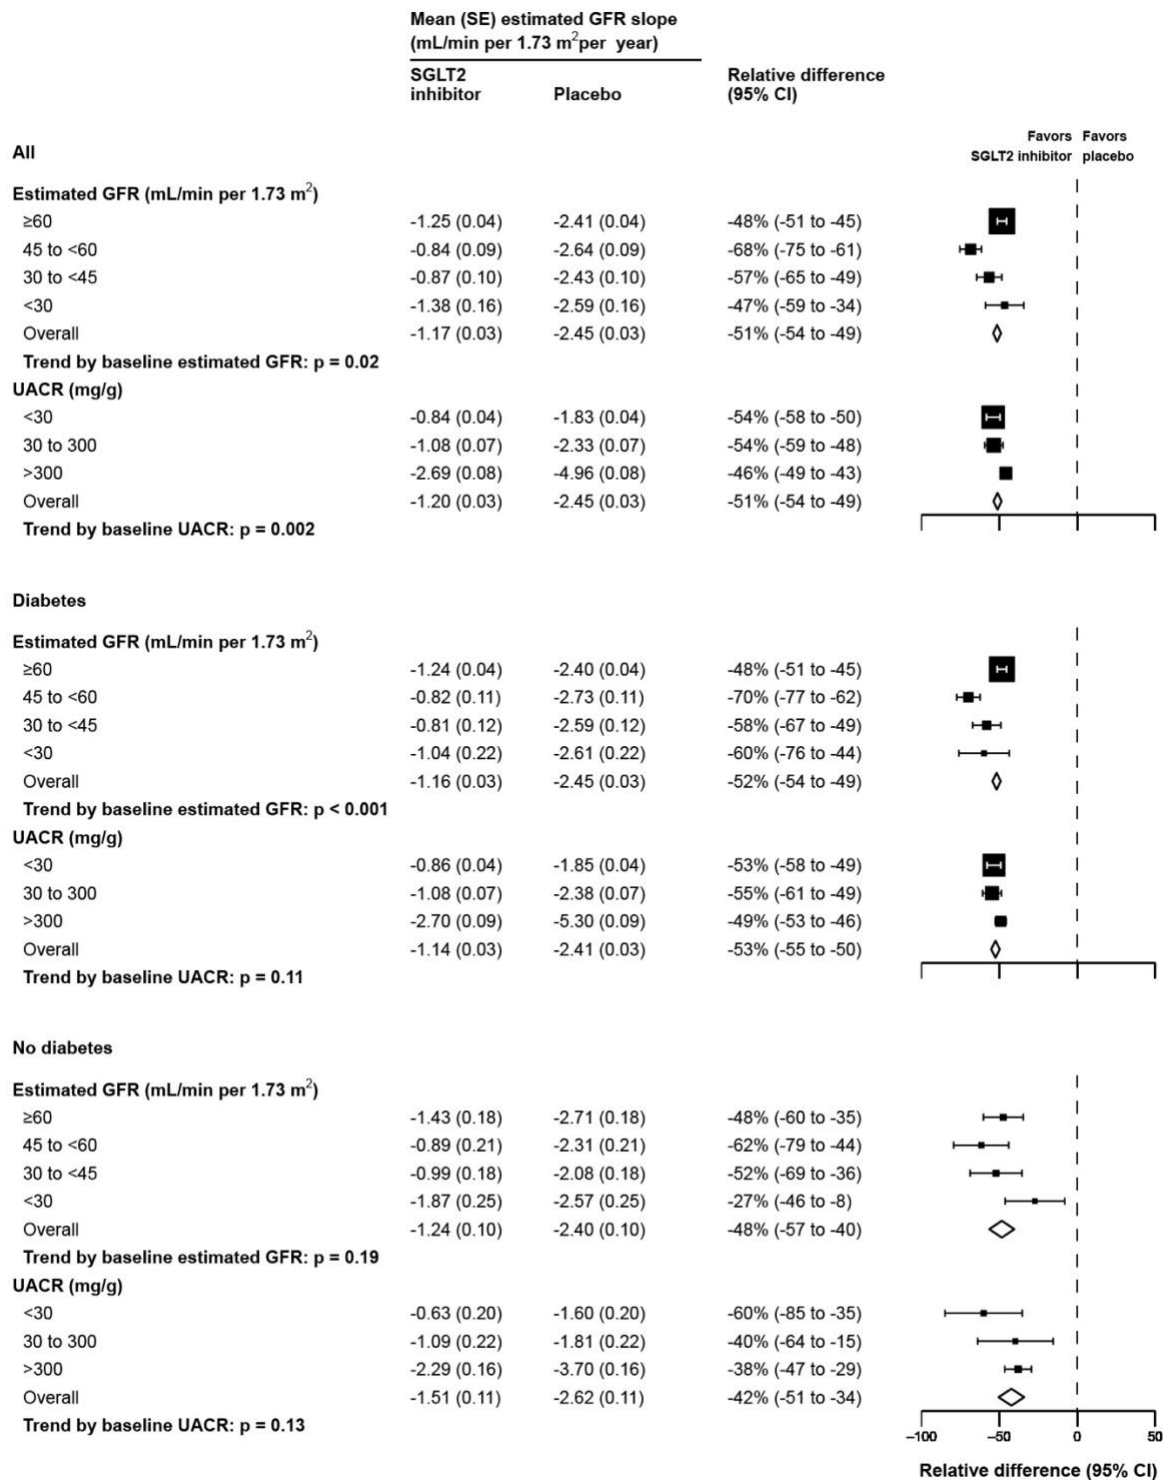 Mean (SE) estimated GFR slope
(mL/min per 1.73 m²per year)
SGLT2 inhibitor Placebo Relative difference (95% CI)
Favors SGLT2 inhibitor Favors placebo
All
Estimated GFR (mL/min per 1.73 m²)
≥60 -1.25 (0.04) -2.41 (0.04) -48% (-51 to -45)
45 to <60 -0.84 (0.09) -2.64 (0.09) -68% (-75 to -61)
30 to <45 -0.87 (0.10) -2.43 (0.10) -57% (-65 to -49)
<30 -1.38 (0.16) -2.59 (0.16) -47% (-59 to -34)
Overall -1.17 (0.03) -2.45 (0.03) -51% (-54 to -49)
Trend by baseline estimated GFR: p = 0.02
UACR (mg/g)
<30 -0.84 (0.04) -1.83 (0.04) -54% (-58 to -50)
30 to 300 -1.08 (0.07) -2.33 (0.07) -54% (-59 to -48)
>300 -2.69 (0.08) -4.96 (0.08) -46% (-49 to -43)
Overall -1.20 (0.03) -2.45 (0.03) -51% (-54 to -49)
Trend by baseline UACR: p = 0.002
Diabetes
Estimated GFR (mL/min per 1.73 m²)
≥60 -1.24 (0.04) -2.40 (0.04) -48% (-51 to -45)
45 to <60 -0.82 (0.11) -2.73 (0.11) -70% (-77 to -62)
30 to <45 -0.81 (0.12) -2.59 (0.12) -58% (-67 to -49)
<30 -1.04 (0.22) -2.61 (0.22) -60% (-76 to -44)
Overall -1.16 (0.03) -2.45 (0.03) -52% (-54 to -49)
Trend by baseline estimated GFR: p < 0.001
UACR (mg/g)
<30 -0.86 (0.04) -1.85 (0.04) -53% (-58 to -49)
30 to 300 -1.08 (0.07) -2.38 (0.07) -55% (-61 to -49)
>300 -2.70 (0.09) -5.30 (0.09) -49% (-53 to -46)
Overall -1.14 (0.03) -2.41 (0.03) -53% (-55 to -50)
Trend by baseline UACR: p = 0.11
No diabetes
Estimated GFR (mL/min per 1.73 m²)
≥60 -1.43 (0.18) -2.71 (0.18) -48% (-60 to -35)
45 to <60 -0.89 (0.21) -2.31 (0.21) -62% (-79 to -44)
30 to <45 -0.99 (0.18) -2.08 (0.18) -52% (-69 to -36)
<30 -1.87 (0.25) -2.57 (0.25) -27% (-46 to -8)
Overall -1.24 (0.10) -2.40 (0.10) -48% (-57 to -40)
Trend by baseline estimated GFR: p = 0.19
UACR (mg/g)
<30 -0.63 (0.20) -1.60 (0.20) -60% (-85 to -35)
30 to 300 -1.09 (0.22) -1.81 (0.22) -40% (-64 to -15)
>300 -2.29 (0.16) -3.70 (0.16) -38% (-47 to -29)
Overall -1.51 (0.11) -2.62 (0.11) -42% (-51 to -34)
Trend by baseline UACR: p = 0.13
−100 −50 0 50
Relative difference (95% CI)